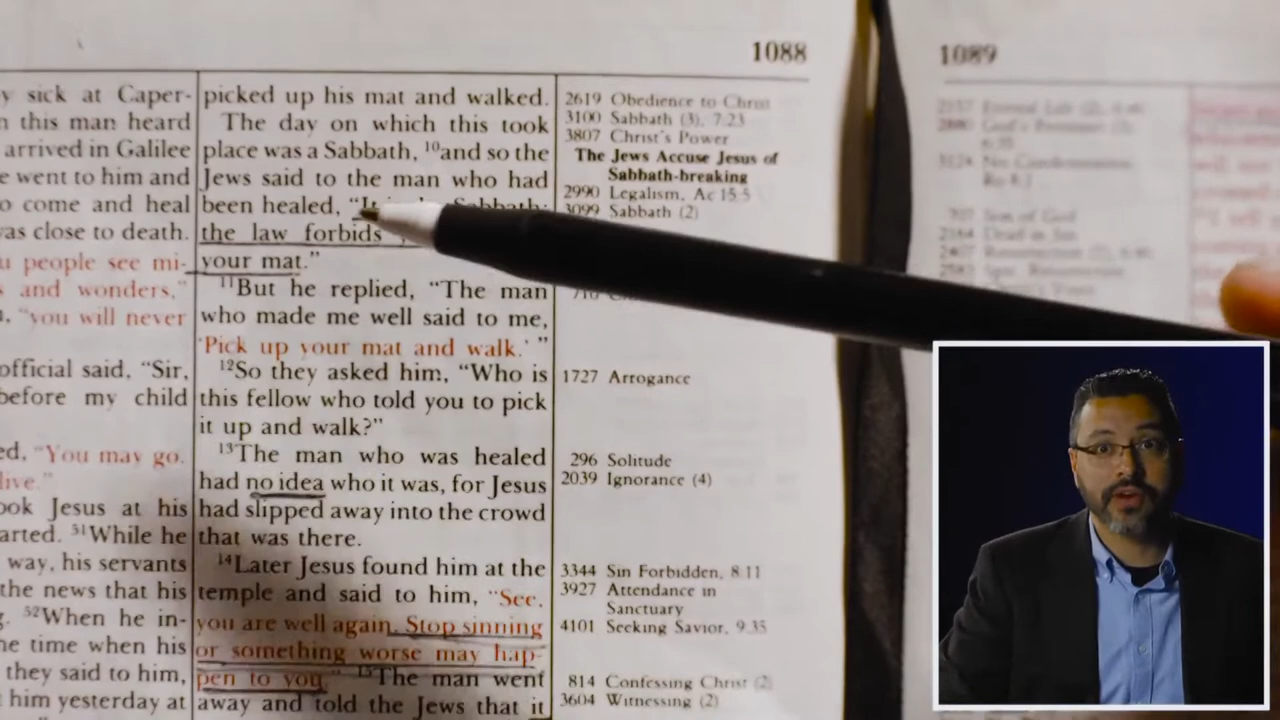 1088
y sick at Caper-
n this man heard
arrived in Galilee
e went to him and
o come and heal
as close to death.
u people see mi-
s and wonders,"
"you will never
official said, "Sir,
before my child
ed, "You may go.
live."
ook Jesus at his
arted. 51While he
way, his servants
the news that his
52When he in-
he time when his
they said to him,
him yesterday at
picked up his mat and walked.
The day on which this took
place was a Sabbath, 10and so the
Jews said to the man who had
been healed, "It Sabbath;
the law forbids
your mat."
11But he replied, "The man
who made me well said to me,
'Pick up your mat and walk.' "
12So they asked him, "Who is
this fellow who told you to pick
it up and walk?"
13The man who was healed
had no idea who it was, for Jesus
had slipped away into the crowd
that was there.
14Later Jesus found him at the
temple and said to him, "See,
you are well again. Stop sinning
or something worse may hap-
pen to you." 15The man went
away and told the Jews that it
2619 Obedience to Christ
3100 Sabbath (3), 7:23
3807 Christ's Power
The Jews Accuse Jesus of
Sabbath-breaking
2990 Legalism, Ac 15:5
3099 Sabbath (2)
1727 Arrogance
296 Solitude
2039 Ignorance (4)
3344 Sin Forbidden, 8:11
3927 Attendance in
Sanctuary
4101 Seeking Savior, 9:35
814 Confessing Christ (2)
3604 Witnessing (2)
1089